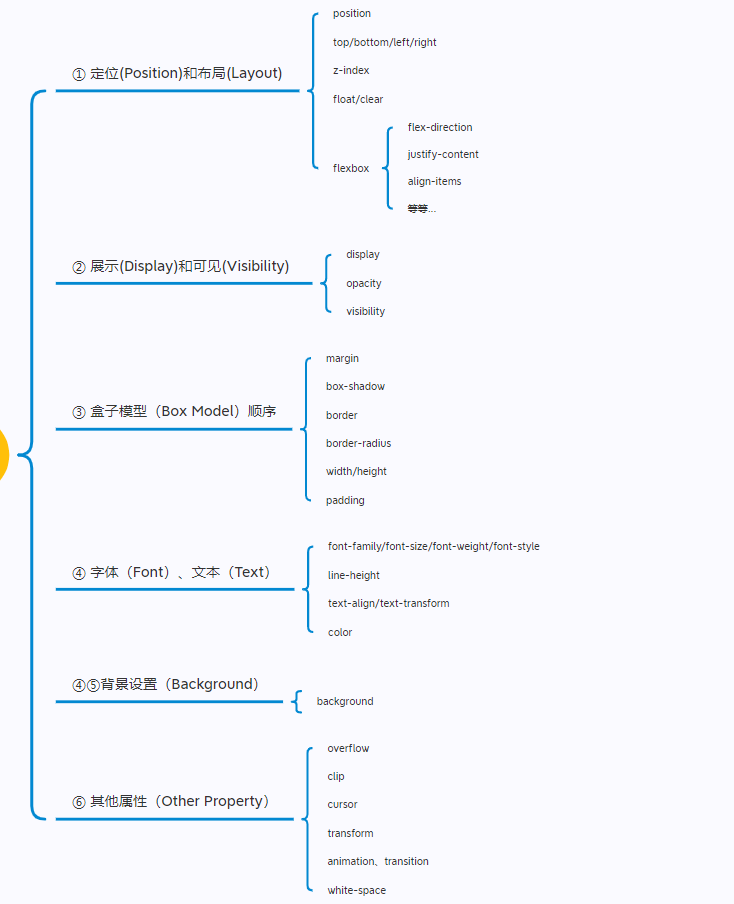 ① 定位(Position)和布局(Layout)
position
top/bottom/left/right
z-index
float/clear
flexbox
flex-direction
justify-content
align-items
等等...
② 展示(Display)和可见(Visibility)
display
opacity
visibility
③ 盒子模型（Box Model）顺序
margin
box-shadow
border
border-radius
width/height
padding
④ 字体（Font）、文本（Text）
font-family/font-size/font-weight/font-style
line-height
text-align/text-transform
color
④⑤背景设置（Background）
background
⑥ 其他属性（Other Property）
overflow
clip
cursor
transform
animation、transition
white-space